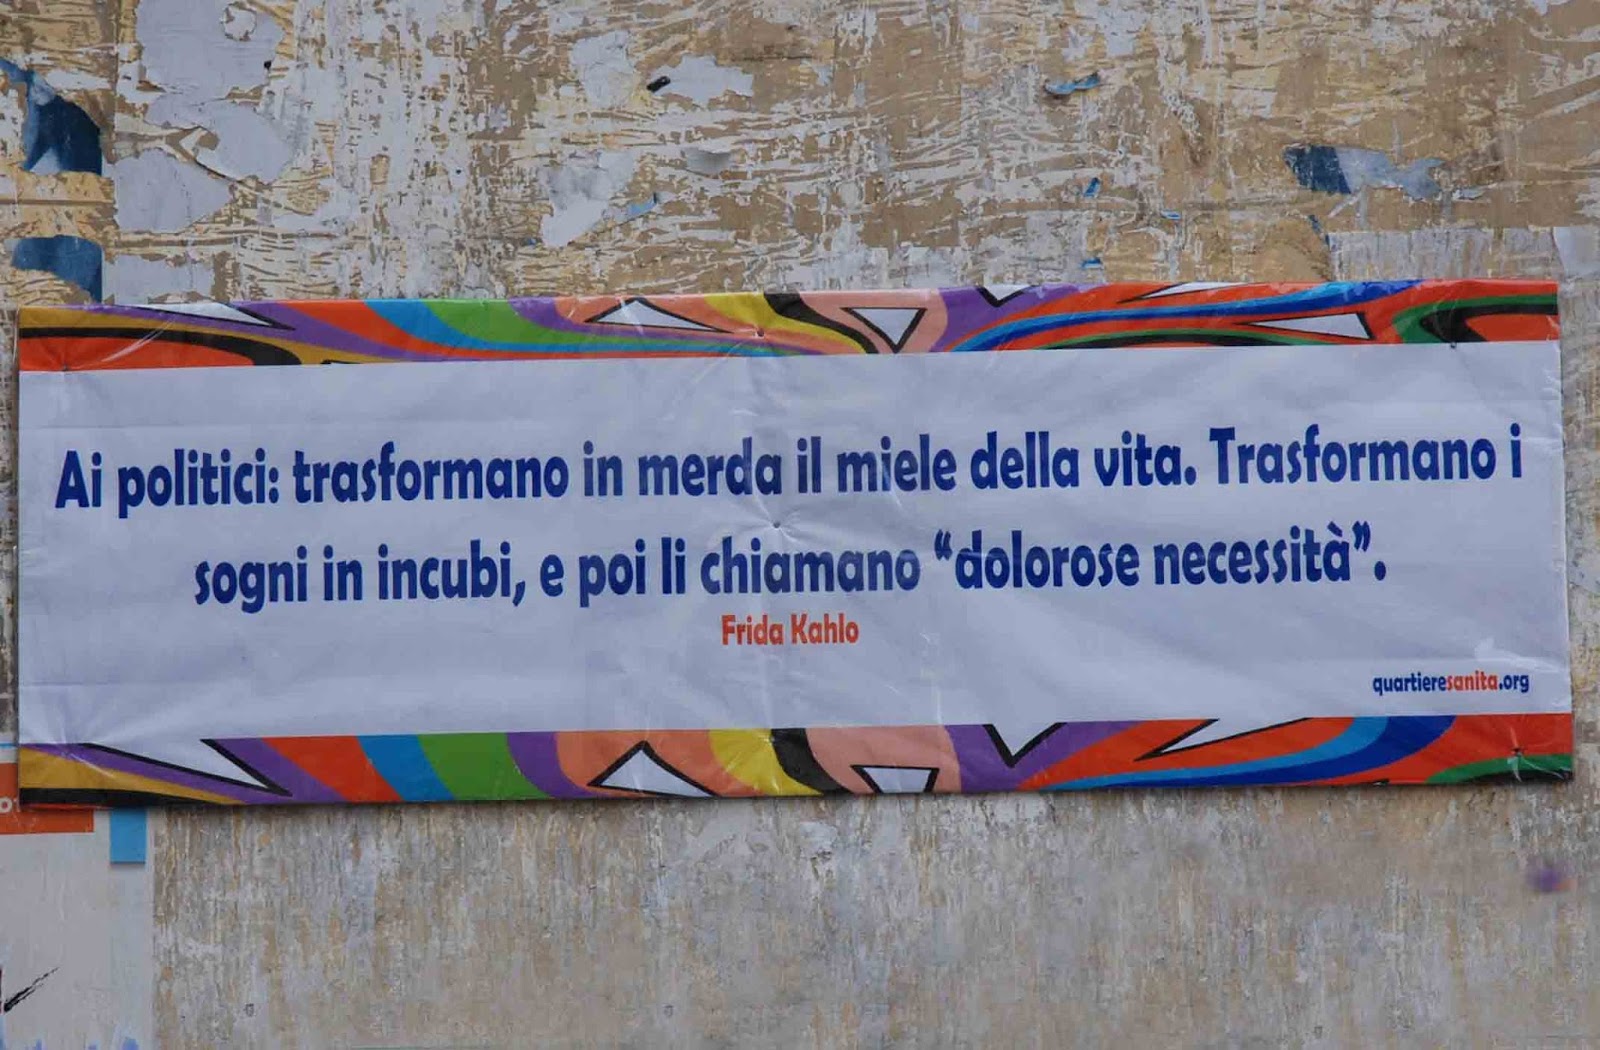 Ai politici: trasformano in merda il miele della vita. Trasformano i
sogni in incubi, e poi li chiamano “dolorose necessità”.
Frida Kahlo
quartieresanita.org